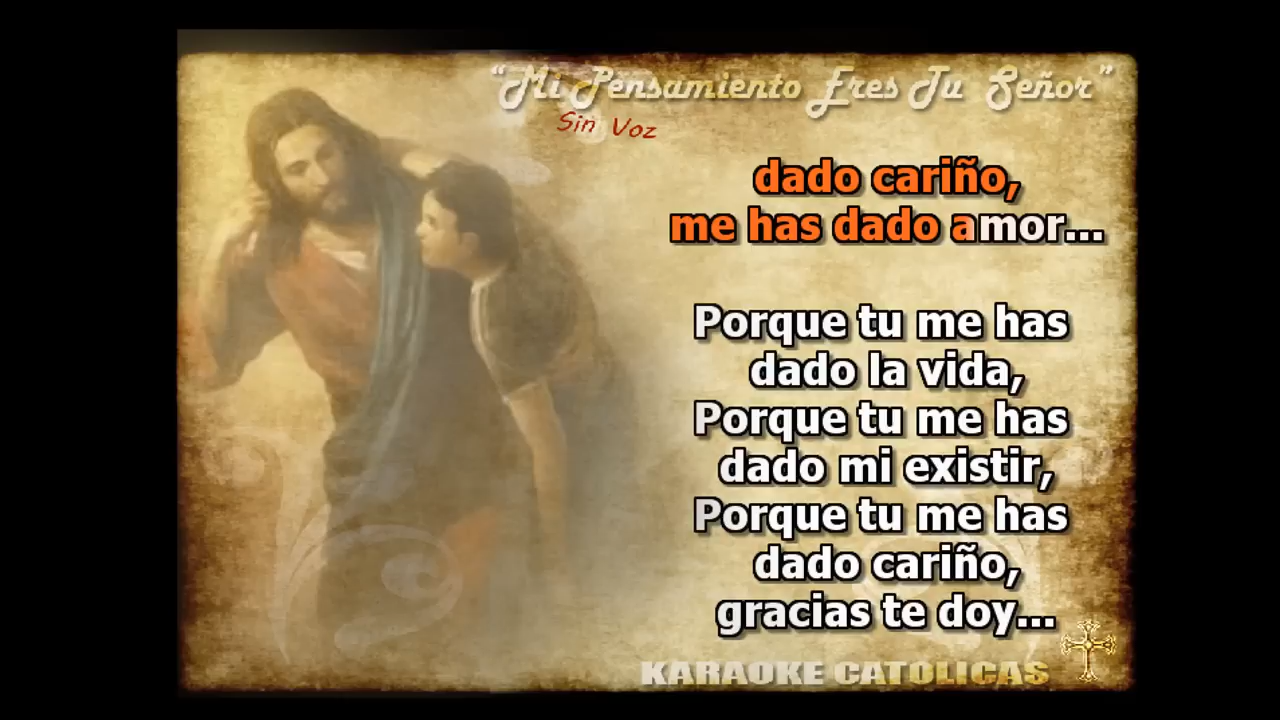 “Mi Pensamiento Eres Tu Señor”
Sin Voz
dado cariño,
me has dado amor...
Porque tu me has
dado la vida,
Porque tu me has
dado mi existir,
Porque tu me has
dado cariño,
gracias te doy...
KARAOKE CATOLICAS